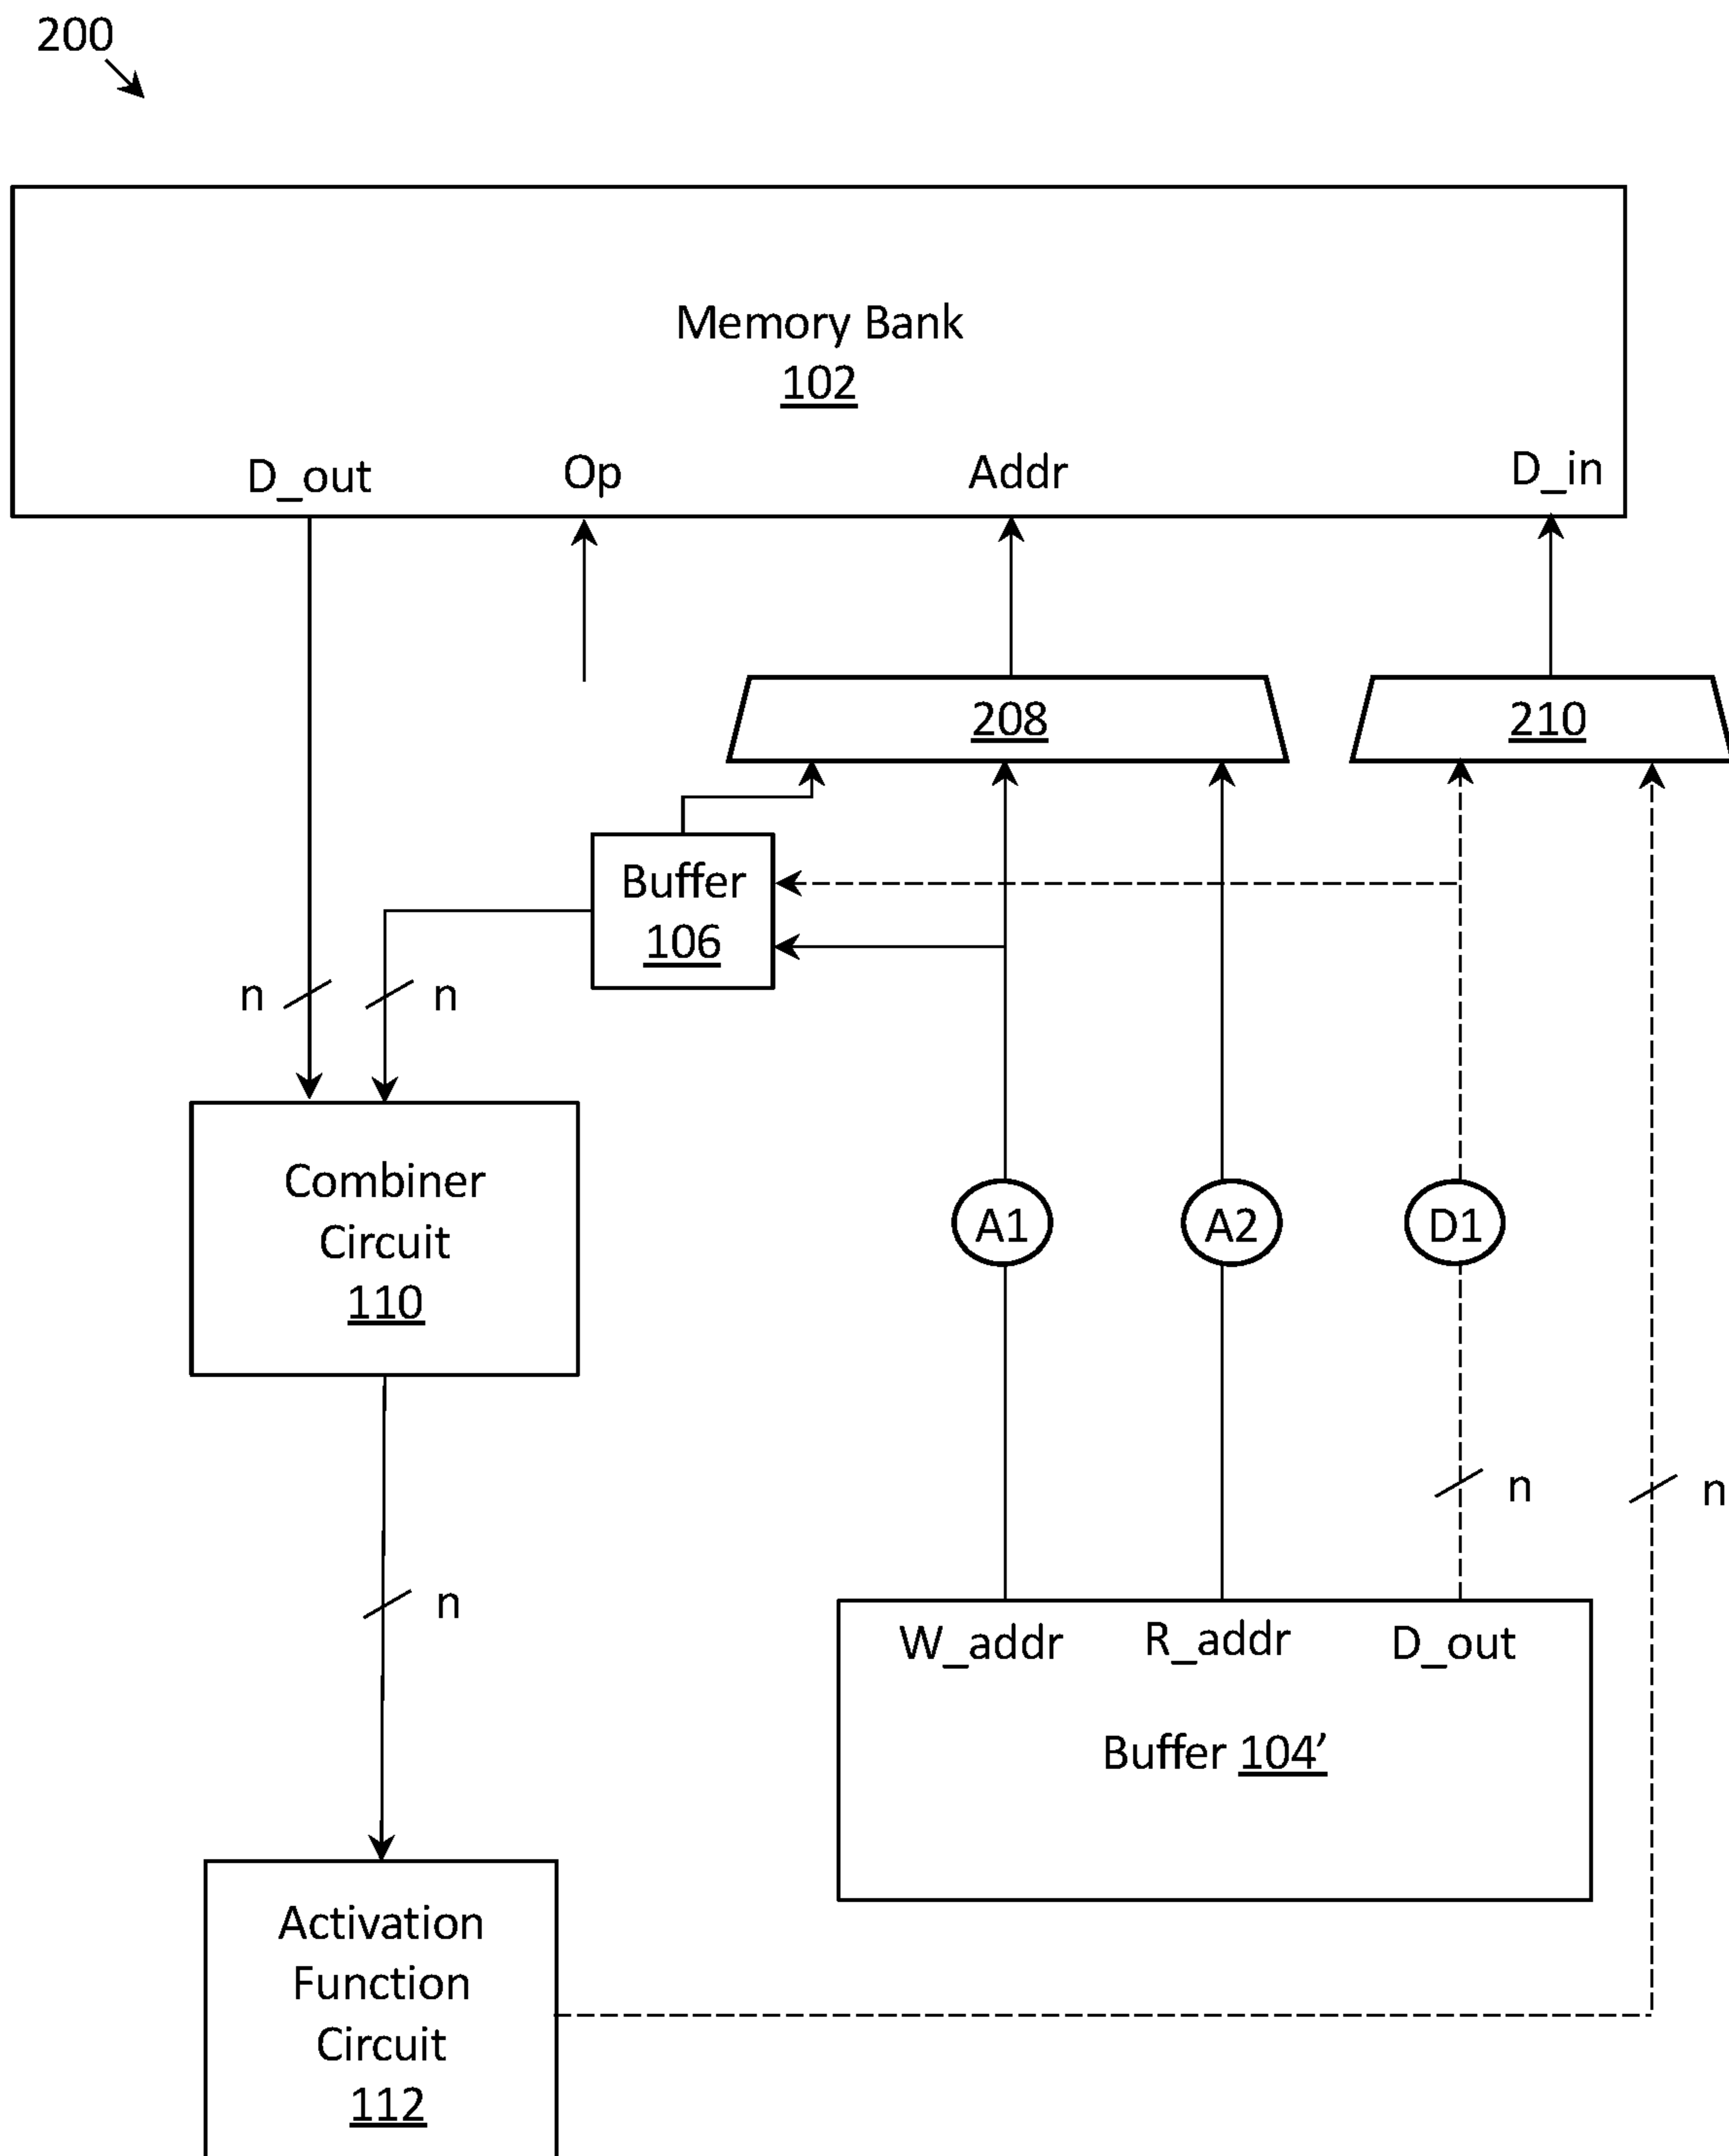 200
Memory Bank
102
D_out
Op
Addr
D_in
208
210
Buffer
106
n
n
Combiner
Circuit
110
A1
A2
D1
n
n
n
W_addr
R_addr
D_out
Buffer 104’
Activation
Function
Circuit
112